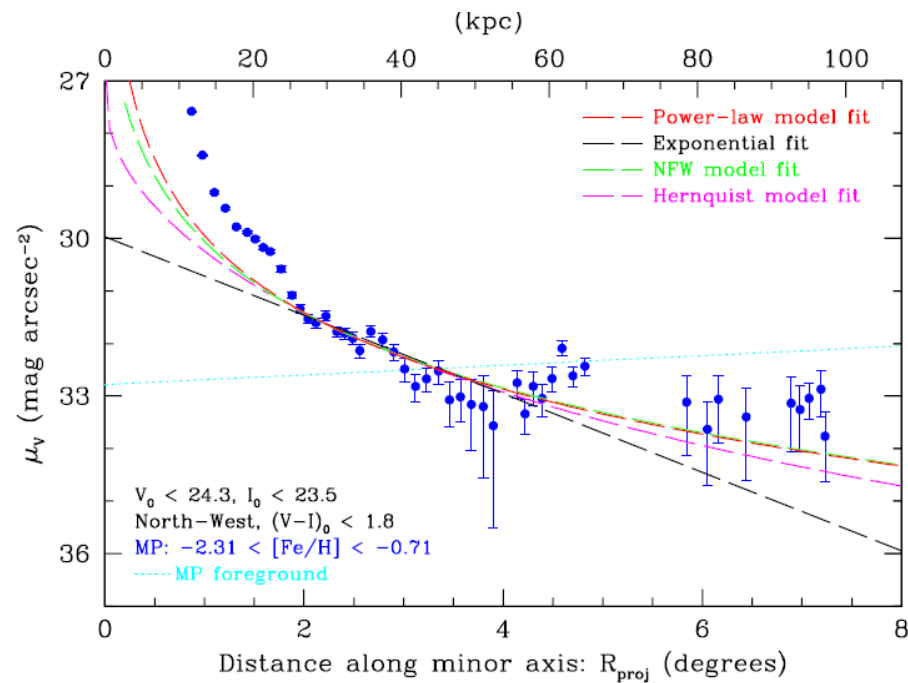 (kpc)
0 20 40 60 80 100
27
30
33
36
μV (mag arcsec−2)
Power-law model fit
Exponential fit
NFW model fit
Hernquist model fit
V0 < 24.3, I0 < 23.5
North-West, (V-I)0 < 1.8
MP: −2.31 < [Fe/H] < −0.71
MP foreground
0 2 4 6 8
Distance along minor axis: Rproj (degrees)